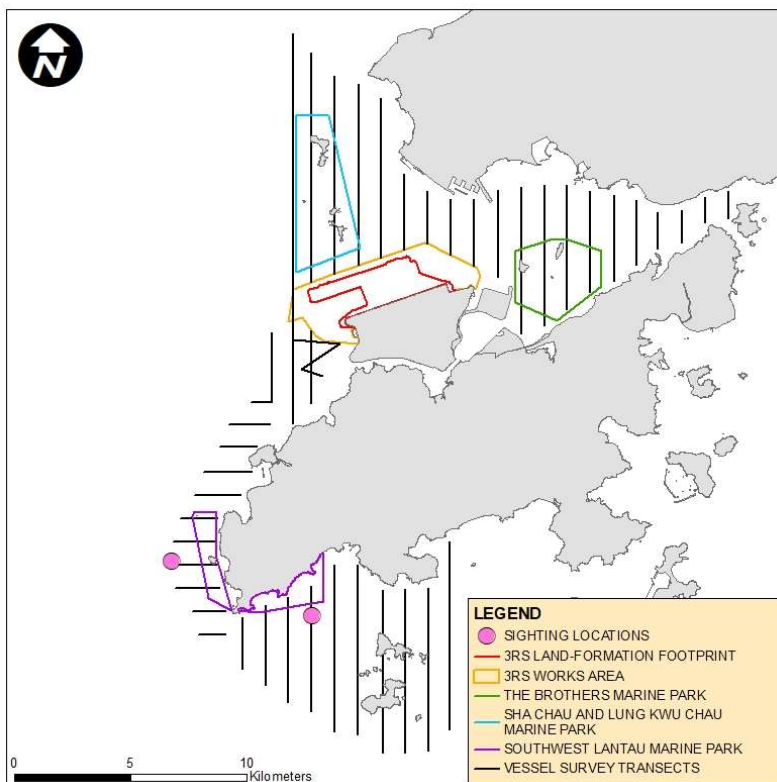 N
LEGEND
SIGHTING LOCATIONS
3RS LAND-FORMATION FOOTPRINT
3RS WORKS AREA
THE BROTHERS MARINE PARK
SHA CHAU AND LUNG KWU CHAU
MARINE PARK
SOUTHWEST LANTAU MARINE PARK
VESSEL SURVEY TRANSECTS
0 5 10
Kilometers